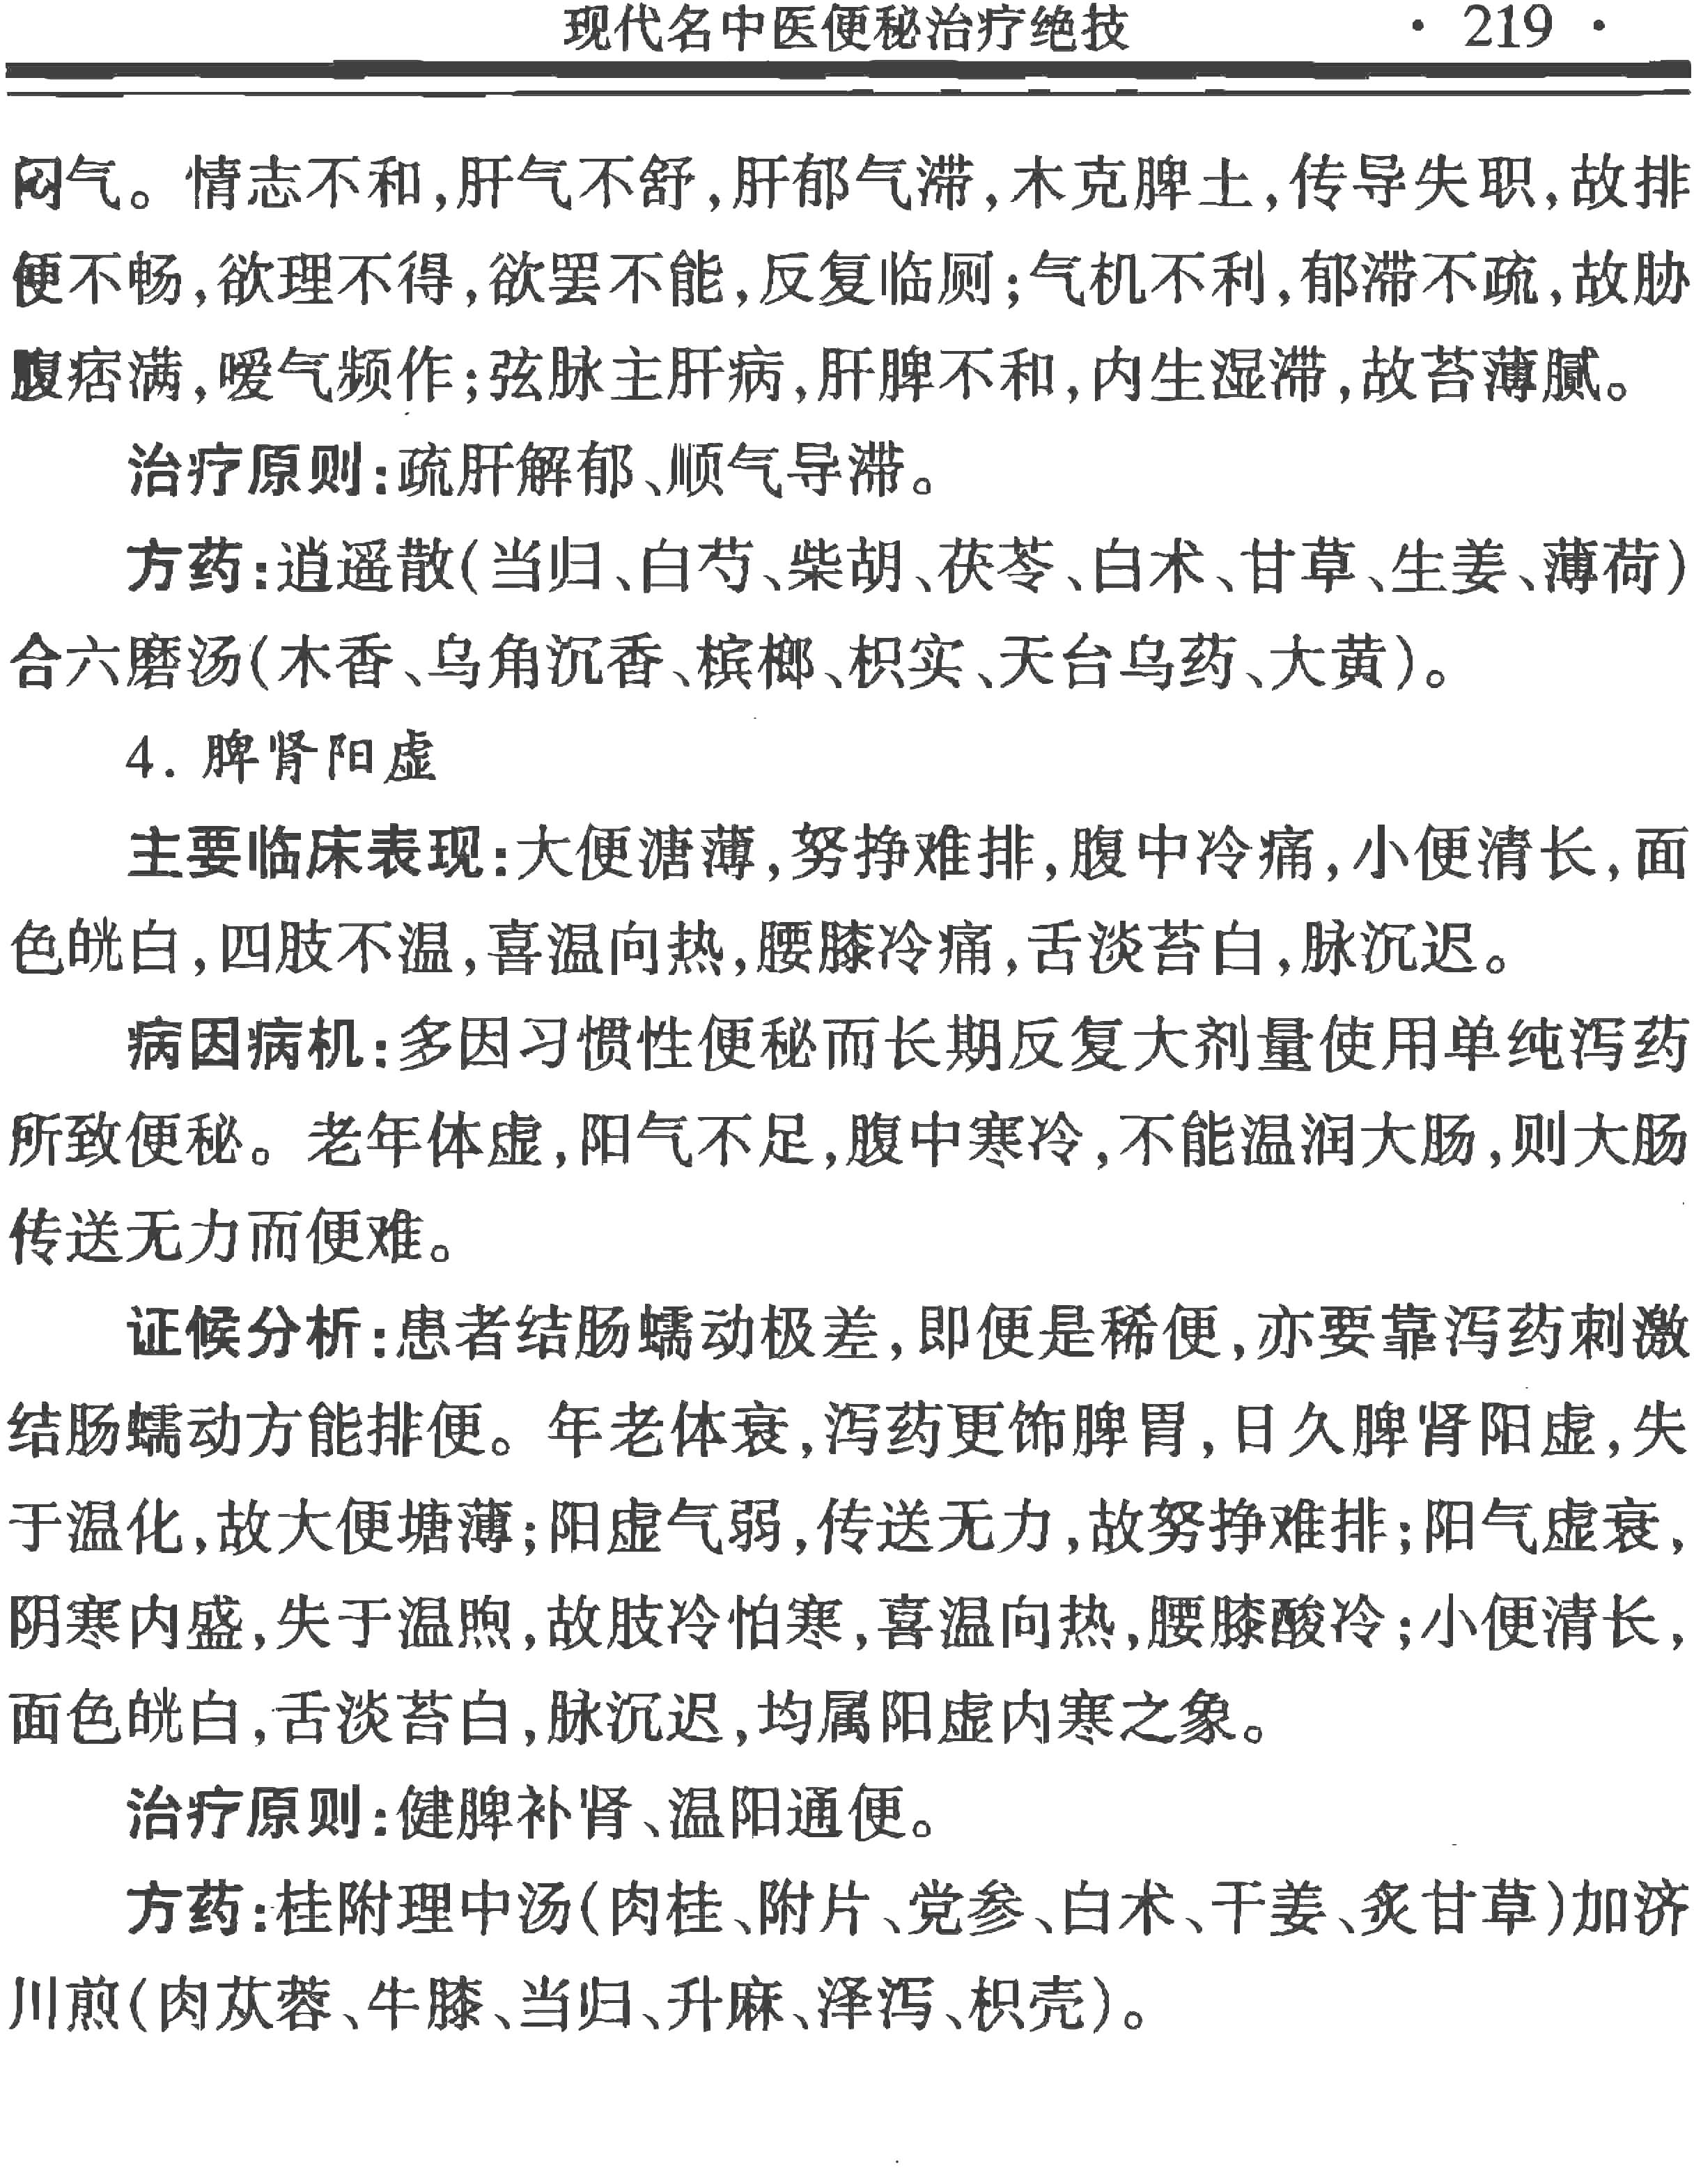 现代名中医便秘治疗绝技 · 219 ·
闷气。情志不和,肝气不舒,肝郁气滞,木克脾土,传导失职,故排
便不畅,欲理不得,欲罢不能,反复临厕;气机不利,郁滞不疏,故胁
腹痞满,嗳气频作;弦脉主肝病,肝脾不和,内生湿滞,故苔薄腻。
治疗原则:疏肝解郁、顺气导滞。
方药:逍遥散(当归、白芍、柴胡、茯苓、白术、甘草、生姜、薄荷)
合六磨汤(木香、乌角沉香、槟榔、枳实、天台乌药、大黄)。
4. 脾肾阳虚
主要临床表现:大便溏薄,努挣难排,腹中冷痛,小便清长,面
色㿠白,四肢不温,喜温向热,腰膝冷痛,舌淡苔白,脉沉迟。
病因病机:多因习惯性便秘而长期反复大剂量使用单纯泻药
所致便秘。老年体虚,阳气不足,腹中寒冷,不能温润大肠,则大肠
传送无力而便难。
证候分析:患者结肠蠕动极差,即便是稀便,亦要靠泻药刺激
结肠蠕动方能排便。年老体衰,泻药更饰脾胃,日久脾肾阳虚,失
于温化,故大便塘薄;阳虚气弱,传送无力,故努挣难排;阳气虚衰,
阴寒内盛,失于温煦,故肢冷怕寒,喜温向热,腰膝酸冷;小便清长,
面色㿠白,舌淡苔白,脉沉迟,均属阳虚内寒之象。
治疗原则:健脾补肾、温阳通便。
方药:桂附理中汤(肉桂、附片、党参、白术、干姜、炙甘草)加济
川煎(肉苁蓉、牛膝、当归、升麻、泽泻、枳壳)。